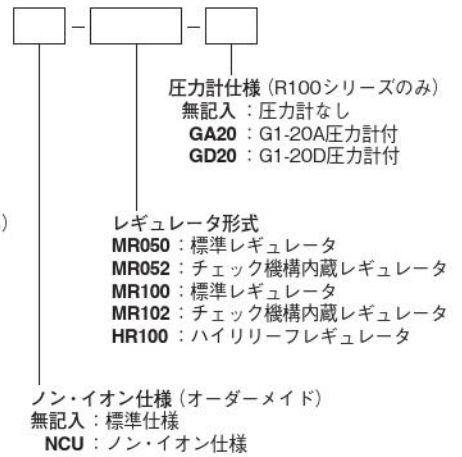 圧力計仕様（R100シリーズのみ）
無記入：圧力計なし
GA20：G1-20A圧力計付
GD20：G1-20D圧力計付
）
レギュレータ形式
MR050：標準レギュレータ
MR052：チェック機構内蔵レギュレータ
MR100：標準レギュレータ
MR102：チェック機構内蔵レギュレータ
HR100：ハイリリーフレギュレータ
ノン・イオン仕様（オーダーメイド）
無記入：標準仕様
NCU：ノン・イオン仕様